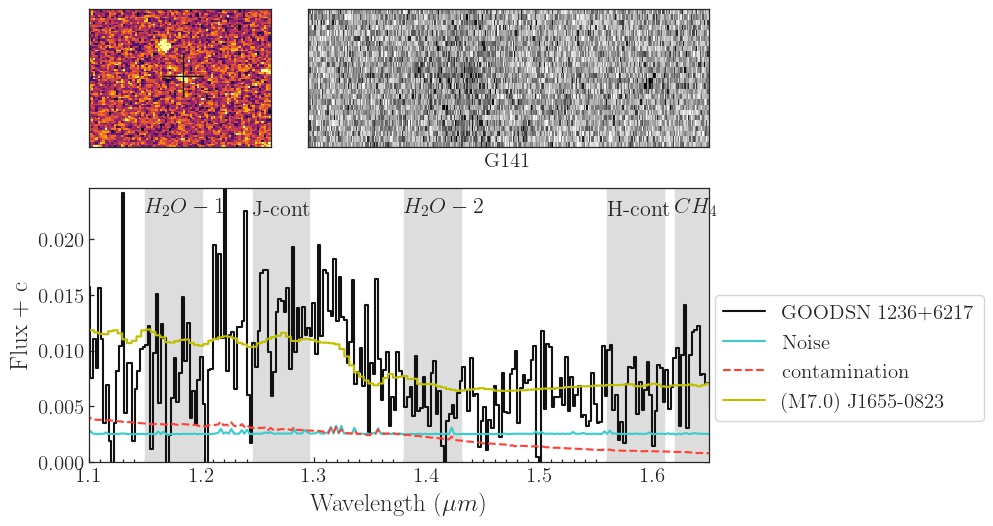 G141
H₂O − 1
J-cont
H₂O − 2
H-cont
CH₄
0.020
0.015
0.010
0.005
0.000
Flux + c
1.1
1.2
1.3
1.4
1.5
1.6
Wavelength (μm)
GOODSN 1236+6217
Noise
contamination
(M7.0) J1655-0823